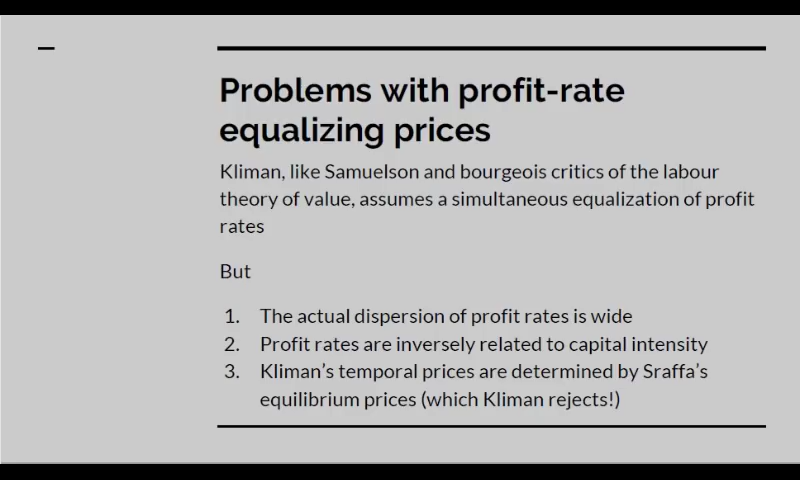 Problems with profit-rate
equalizing prices
Kliman, like Samuelson and bourgeois critics of the labour
theory of value, assumes a simultaneous equalization of profit
rates
But
1. The actual dispersion of profit rates is wide
2. Profit rates are inversely related to capital intensity
3. Kliman’s temporal prices are determined by Sraffa’s
equilibrium prices (which Kliman rejects!)